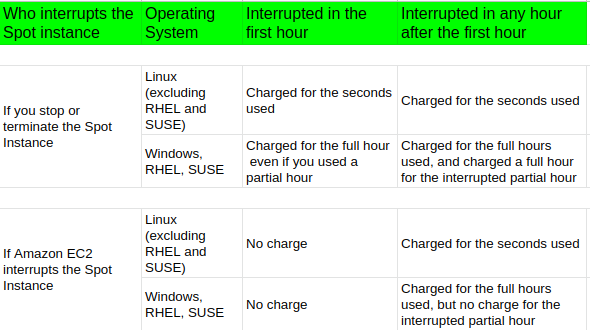 Who interrupts the
Spot instance
Operating
System
Interrupted in the
first hour
Interrupted in any hour
after the first hour
If you stop or
terminate the Spot
Instance
Linux
(excluding
RHEL and
SUSE)
Charged for the seconds
used
Charged for the seconds used
Windows,
RHEL, SUSE
Charged for the full hour
even if you used a
partial hour
Charged for the full hours
used, and charged a full hour
for the interrupted partial hour
If Amazon EC2
interrupts the Spot
Instance
Linux
(excluding
RHEL and
SUSE)
No charge
Charged for the seconds used
Windows,
RHEL, SUSE
No charge
Charged for the full hours
used, but no charge for the
interrupted partial hour